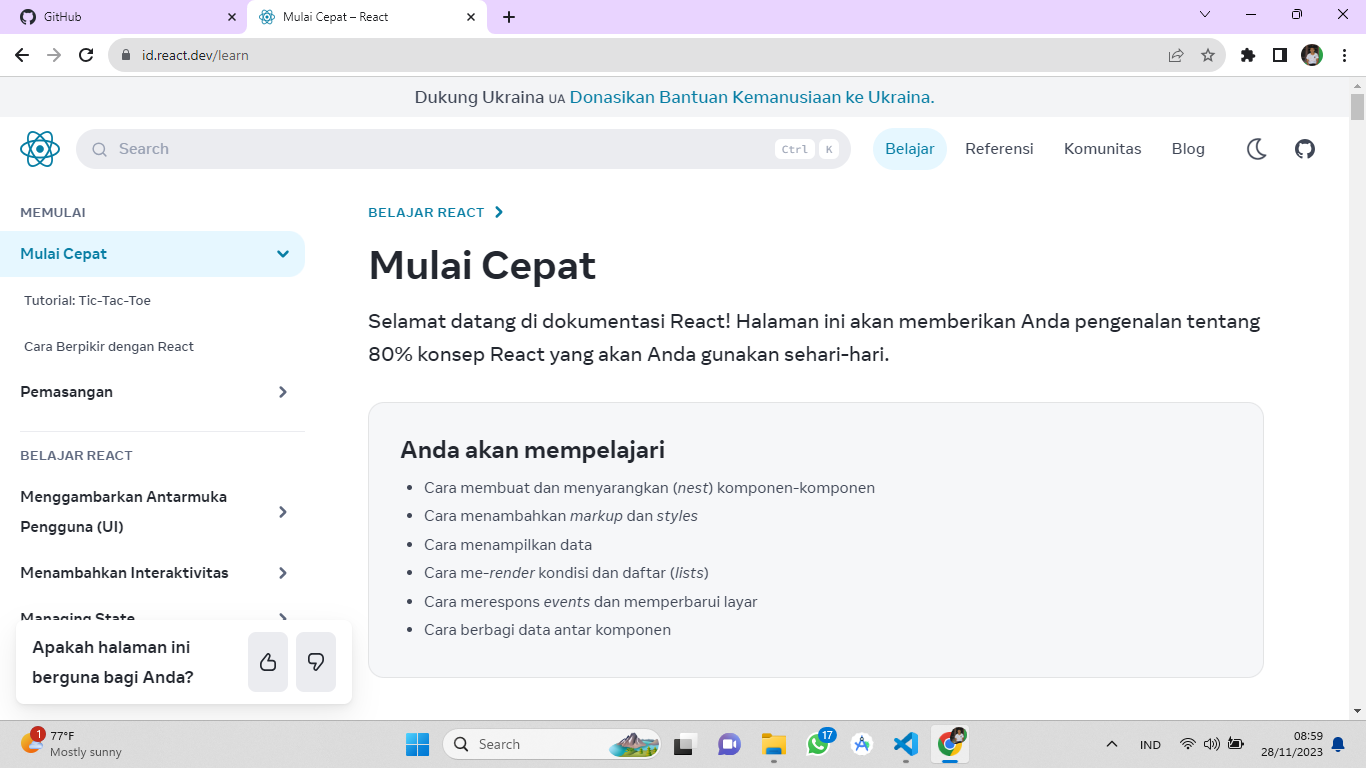 GitHub
Mulai Cepat – React
id.react.dev/learn
Dukung Ukraina UA Donasikan Bantuan Kemanusiaan ke Ukraina.
Search
Ctrl K
Belajar
Referensi
Komunitas
Blog
MEMULAI
Mulai Cepat
Tutorial: Tic-Tac-Toe
Cara Berpikir dengan React
Pemasangan
BELAJAR REACT
Menggambarkan Antarmuka
Pengguna (UI)
Menambahkan Interaktivitas
Managing State
Apakah halaman ini
berguna bagi Anda?
BELAJAR REACT
Mulai Cepat
Selamat datang di dokumentasi React! Halaman ini akan memberikan Anda pengenalan tentang
80% konsep React yang akan Anda gunakan sehari-hari.
Anda akan mempelajari
• Cara membuat dan menyarangkan (nest) komponen-komponen
• Cara menambahkan markup dan styles
• Cara menampilkan data
• Cara me-render kondisi dan daftar (lists)
• Cara merespons events dan memperbarui layar
• Cara berbagi data antar komponen
1
77°F
Mostly sunny
Search
17
IND
08:59
28/11/2023